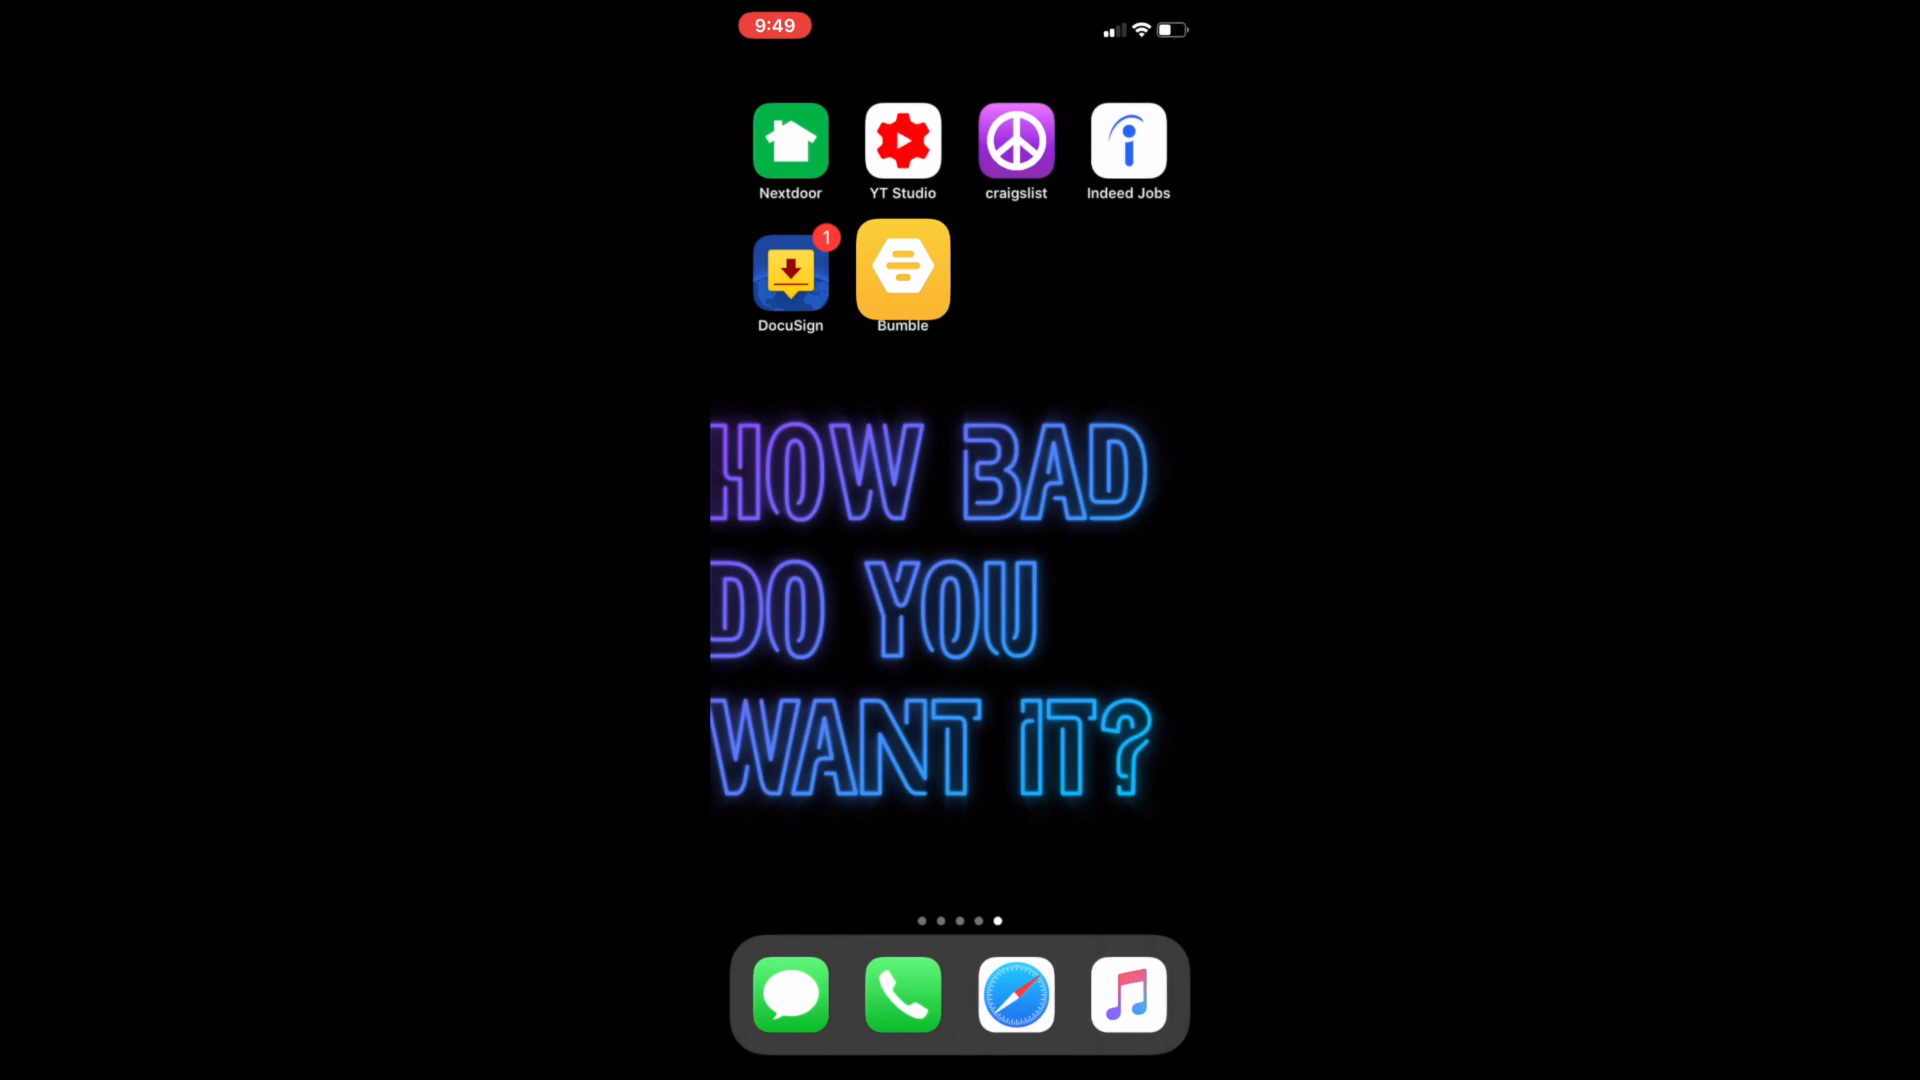 9:49
Nextdoor YT Studio craigslist Indeed Jobs
1
DocuSign Bumble
HOW BAD
DO YOU
WANT IT?